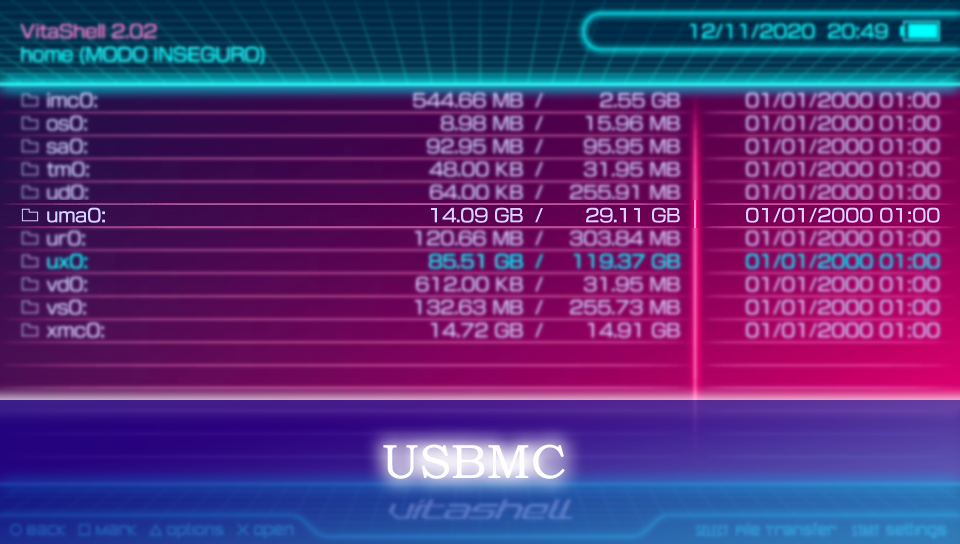 VitaShell 2.02
12/11/2020 20:49
home (MODO INSEGURO)
imc0: 544.66 MB / 2.55 GB 01/01/2000 01:00
os0: 8.98 MB / 15.96 MB 01/01/2000 01:00
sa0: 92.95 MB / 95.95 MB 01/01/2000 01:00
tm0: 48.00 KB / 31.95 MB 01/01/2000 01:00
ud0: 64.00 KB / 255.91 MB 01/01/2000 01:00
uma0: 14.09 GB / 29.11 GB 01/01/2000 01:00
ur0: 120.66 MB / 303.84 MB 01/01/2000 01:00
ux0: 85.51 GB / 119.37 GB 01/01/2000 01:00
vd0: 612.00 KB / 31.95 MB 01/01/2000 01:00
vs0: 132.63 MB / 255.73 MB 01/01/2000 01:00
xmc0: 14.72 GB / 14.91 GB 01/01/2000 01:00
USBMC
vitashell
Back Mark Options Open SELECT File Transfer START Settings